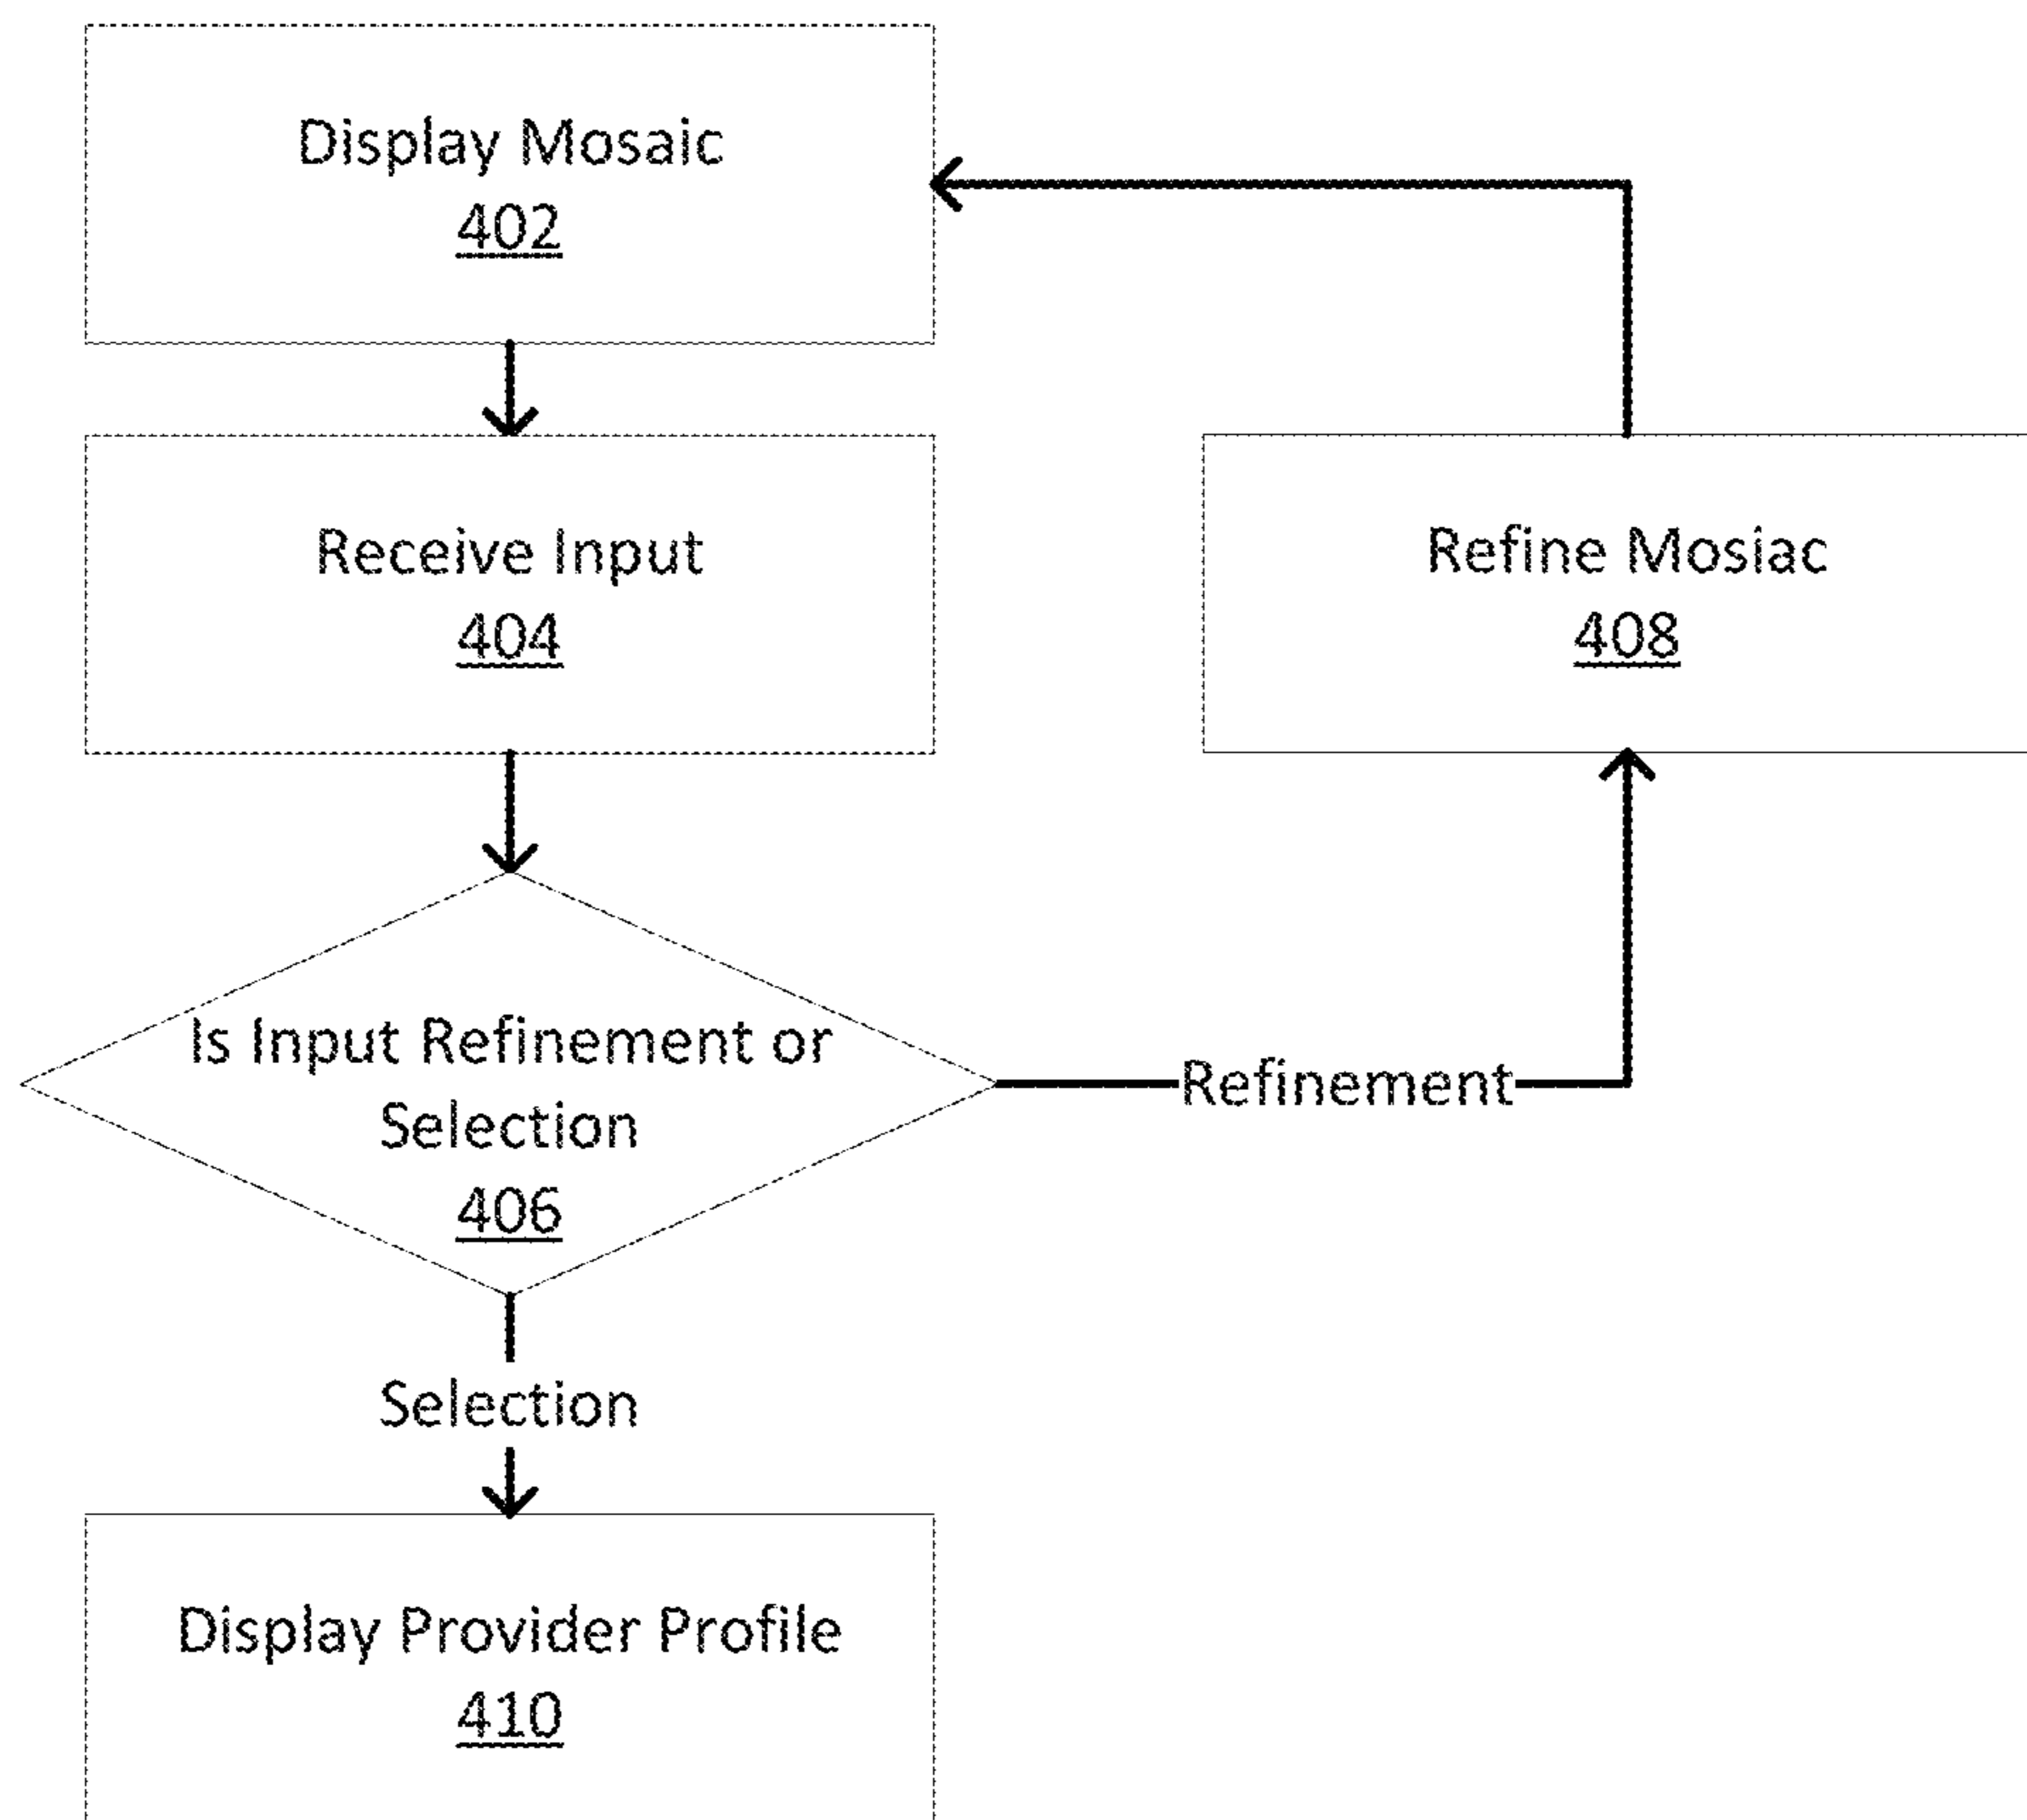 Display Mosaic
402
Receive Input
404
Refine Mosiac
408
Is Input Refinement or
Selection
406
Refinement
Selection
Display Provider Profile
410